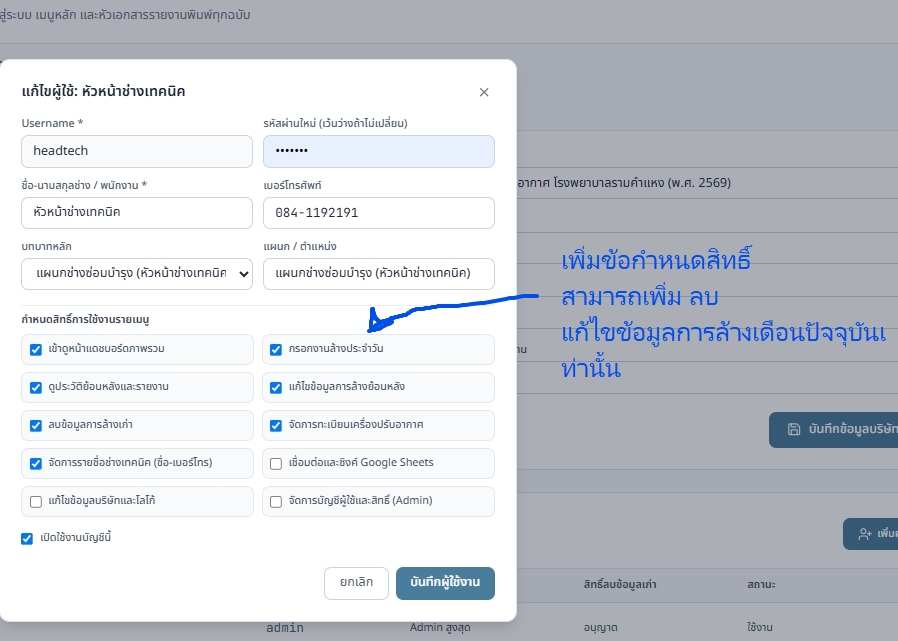 สู่ระบบ เมนูหลัก และหัวเอกสารรายงานพิมพ์ทุกฉบับ
แก้ไขผู้ใช้: หัวหน้าช่างเทคนิค
Username *
รหัสผ่านใหม่ (เว้นว่างถ้าไม่เปลี่ยน)
headtech
•••••••
ชื่อ-นามสกุลช่าง / พนักงาน *
เบอร์โทรศัพท์
อากาศ โรงพยาบาลรามคำแหง (พ.ศ. 2569)
หัวหน้าช่างเทคนิค
084-1192191
บทบาทหลัก
แผนก / ตำแหน่ง
แผนกช่างซ่อมบำรุง (หัวหน้าช่างเทคนิค
แผนกช่างซ่อมบำรุง (หัวหน้าช่างเทคนิค)
เพิ่มข้อกำหนดสิทธิ์
สามารถเพิ่ม ลบ
แก้ไขข้อมูลการล้างเดือนปัจจุบันเ
ท่านั้น
กำหนดสิทธิ์การใช้งานรายเมนู
เข้าดูหน้าแดชบอร์ดภาพรวม
กรอกงานล้างประจำวัน
าน
ดูประวัติย้อนหลังและรายงาน
แก้ไขข้อมูลการล้างย้อนหลัง
ลบข้อมูลการล้างเก่า
จัดการทะเบียนเครื่องปรับอากาศ
บันทึกข้อมูลบริษัท
จัดการรายชื่อช่างเทคนิค (ชื่อ-เบอร์โทร)
เชื่อมต่อและซิงค์ Google Sheets
แก้ไขข้อมูลบริษัทและโลโก้
จัดการบัญชีผู้ใช้และสิทธิ์ (Admin)
เปิดใช้งานบัญชีนี้
ยกเลิก
บันทึกผู้ใช้งาน
สิทธิ์ลบข้อมูลเก่า
สถานะ
admin
Admin สูงสุด
อนุญาต
ใช้งาน